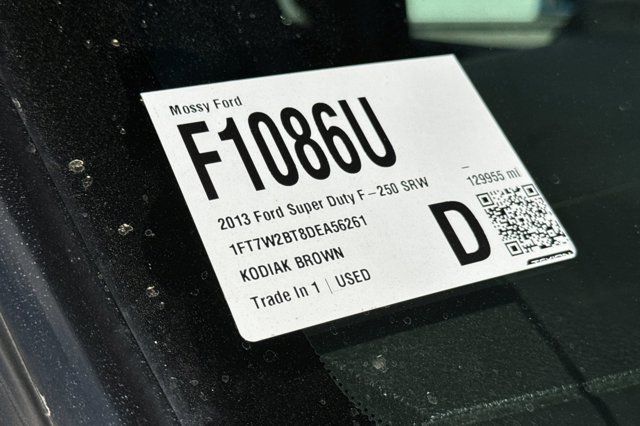 Mossy Ford
F1086U
2013 Ford Super Duty F-250 SRW
129955 mi
1FT7W2BT8DEA56261
KODIAK BROWN
D
Trade In 1 | USED